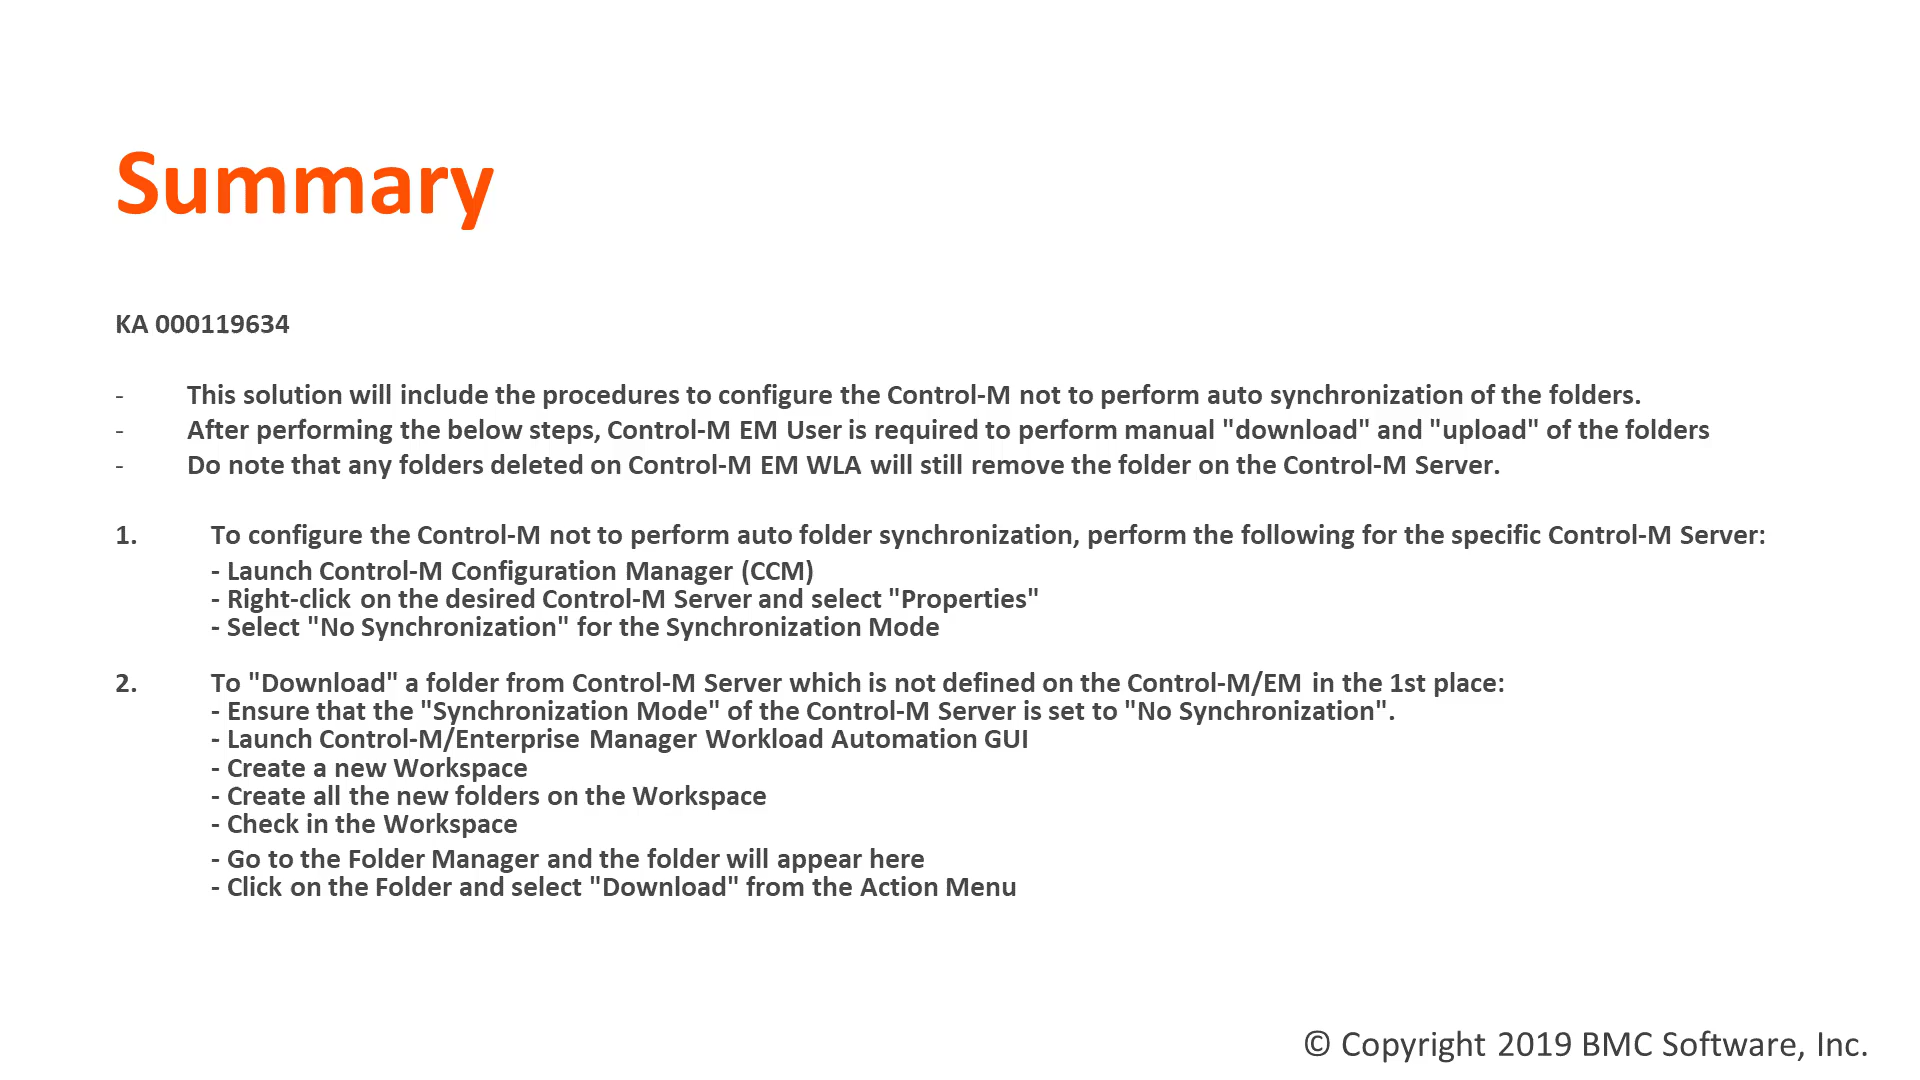 Summary
KA 000119634
- This solution will include the procedures to configure the Control-M not to perform auto synchronization of the folders.
- After performing the below steps, Control-M EM User is required to perform manual "download" and "upload" of the folders
- Do note that any folders deleted on Control-M EM WLA will still remove the folder on the Control-M Server.
1. To configure the Control-M not to perform auto folder synchronization, perform the following for the specific Control-M Server:
- Launch Control-M Configuration Manager (CCM)
- Right-click on the desired Control-M Server and select "Properties"
- Select "No Synchronization" for the Synchronization Mode
2. To "Download" a folder from Control-M Server which is not defined on the Control-M/EM in the 1st place:
- Ensure that the "Synchronization Mode" of the Control-M Server is set to "No Synchronization".
- Launch Control-M/Enterprise Manager Workload Automation GUI
- Create a new Workspace
- Create all the new folders on the Workspace
- Check in the Workspace
- Go to the Folder Manager and the folder will appear here
- Click on the Folder and select "Download" from the Action Menu
© Copyright 2019 BMC Software, Inc.